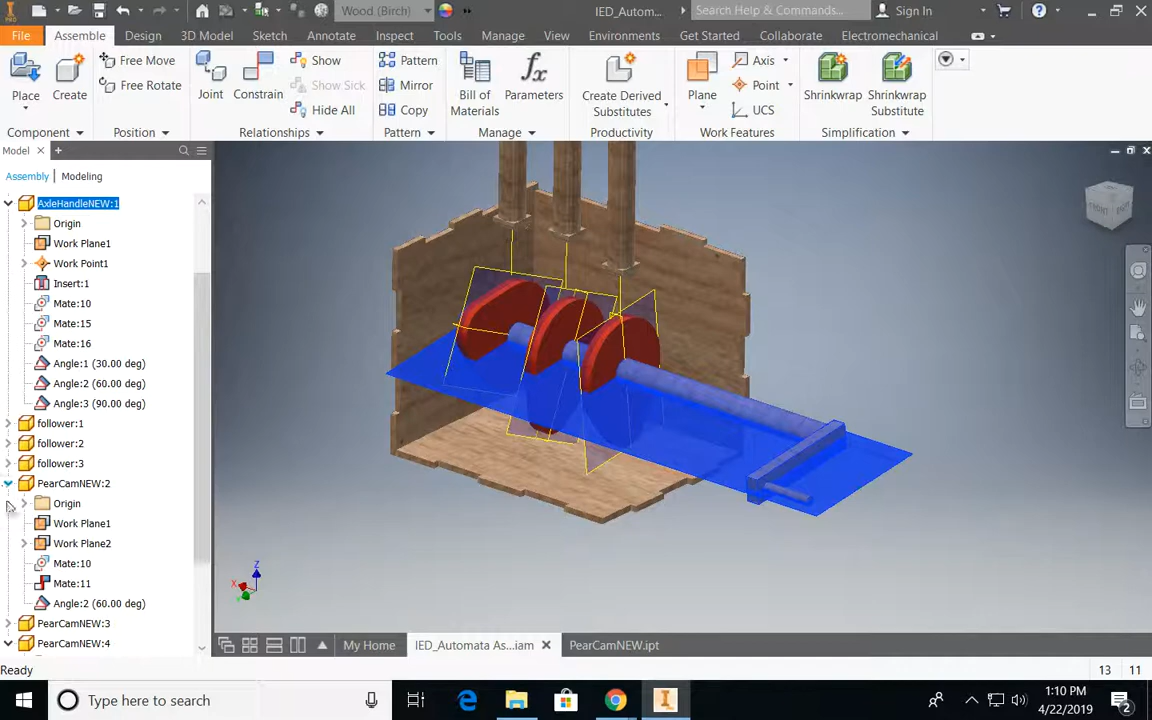 Wood (Birch)
IED_Autom...
Search Help & Commands...
Sign In
File
Assemble
Design
3D Model
Sketch
Annotate
Inspect
Tools
Manage
View
Environments
Get Started
Collaborate
Electromechanical
Place
Create
Free Move
Free Rotate
Joint
Constrain
Show
Show Sick
Hide All
Pattern
Mirror
Copy
Bill of
Materials
Parameters
Create Derived
Substitutes
Plane
Axis
Point
UCS
Shrinkwrap
Shrinkwrap
Substitute
Component
Position
Relationships
Pattern
Manage
Productivity
Work Features
Simplification
Model
Assembly
Modeling
AxleHandleNEW:1
Origin
Work Plane1
Work Point1
Insert:1
Mate:10
Mate:15
Mate:16
Angle:1 (30.00 deg)
Angle:2 (60.00 deg)
Angle:3 (90.00 deg)
follower:1
follower:2
follower:3
PearCamNEW:2
Origin
Work Plane1
Work Plane2
Mate:10
Mate:11
Angle:2 (60.00 deg)
PearCamNEW:3
PearCamNEW:4
FRONT
Z
X
Y
My Home
IED_Automata As...iam
PearCamNEW.ipt
Ready
13
11
Type here to search
1:10 PM
4/22/2019
2